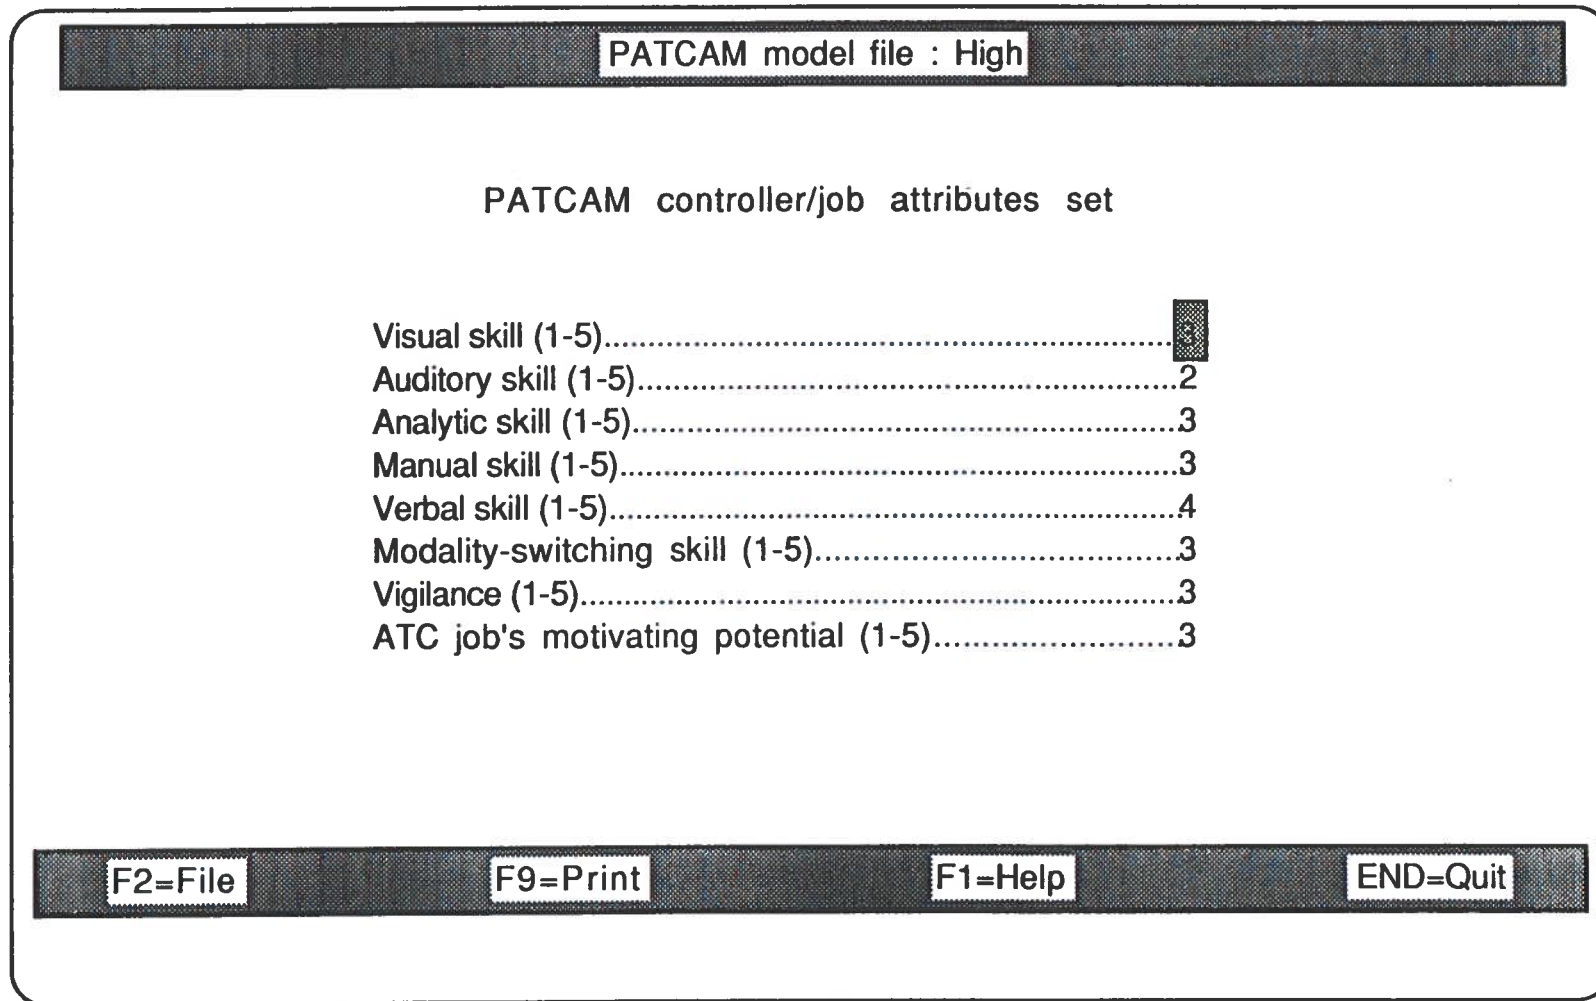 PATCAM model file : High
PATCAM controller/job attributes set
Visual skill (1-5)..................................................................3
Auditory skill (1-5)..............................................................2
Analytic skill (1-5)...............................................................3
Manual skill (1-5)................................................................3
Verbal skill (1-5).................................................................4
Modality-switching skill (1-5)..........................................3
Vigilance (1-5).....................................................................3
ATC job's motivating potential (1-5)............................3
F2=File F9=Print F1=Help END=Quit